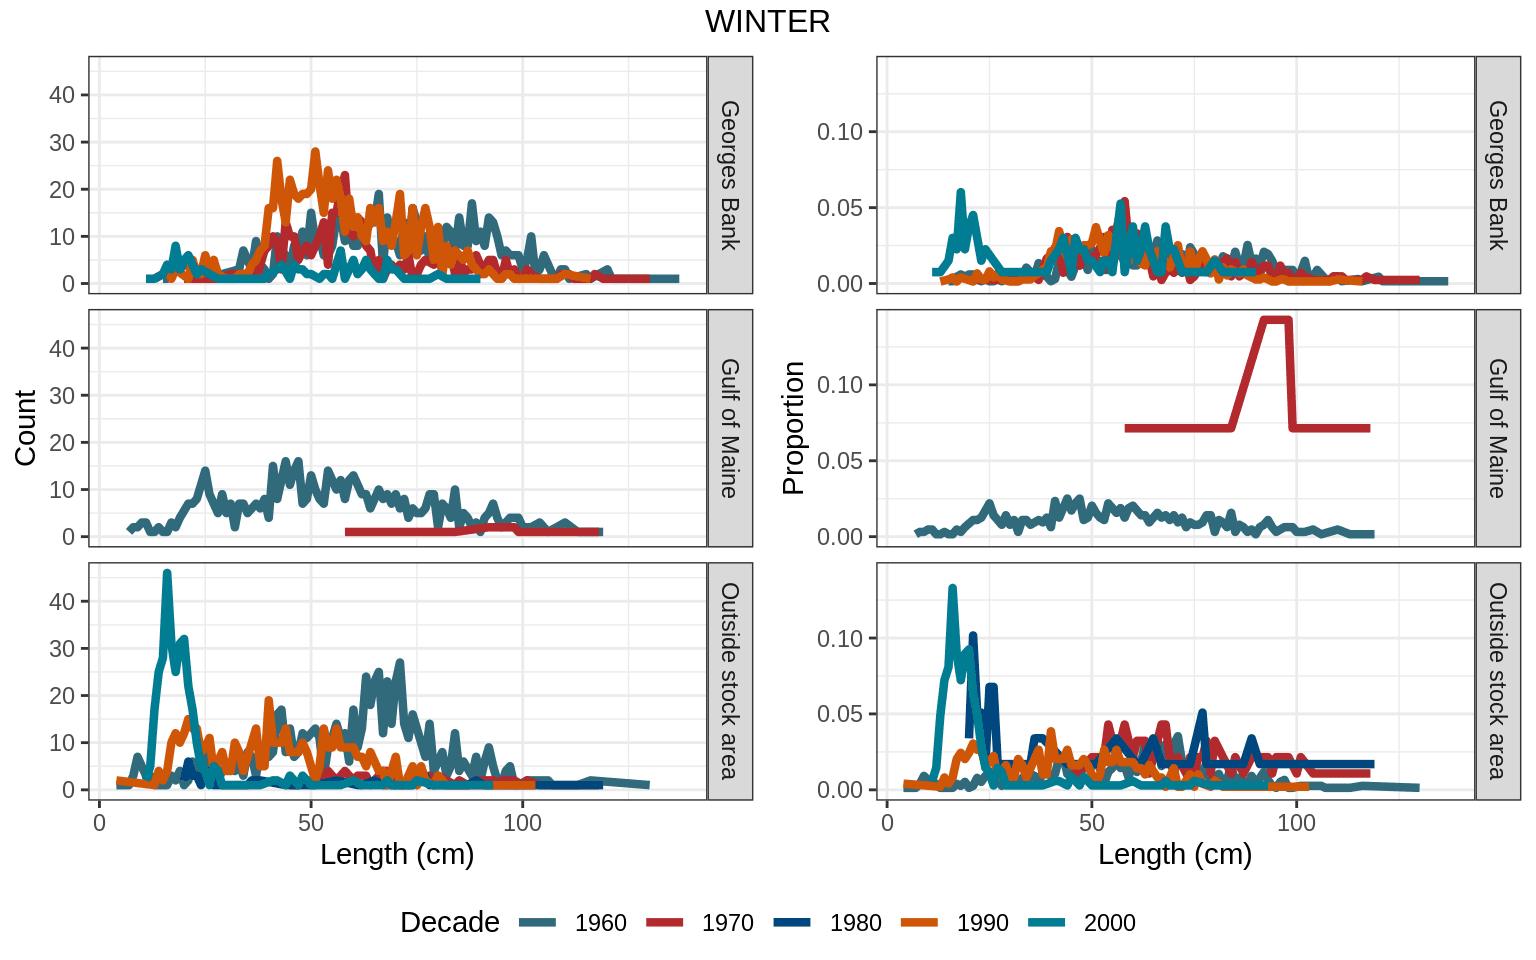 WINTER
Count
40
30
20
10
0
Georges Bank
40
30
20
10
0
Gulf of Maine
40
30
20
10
0
Outside stock area
0 50 100
Length (cm)
Proportion
0.10
0.05
0.00
Georges Bank
0.10
0.05
0.00
Gulf of Maine
0.10
0.05
0.00
Outside stock area
0 50 100
Length (cm)
Decade 1960 1970 1980 1990 2000